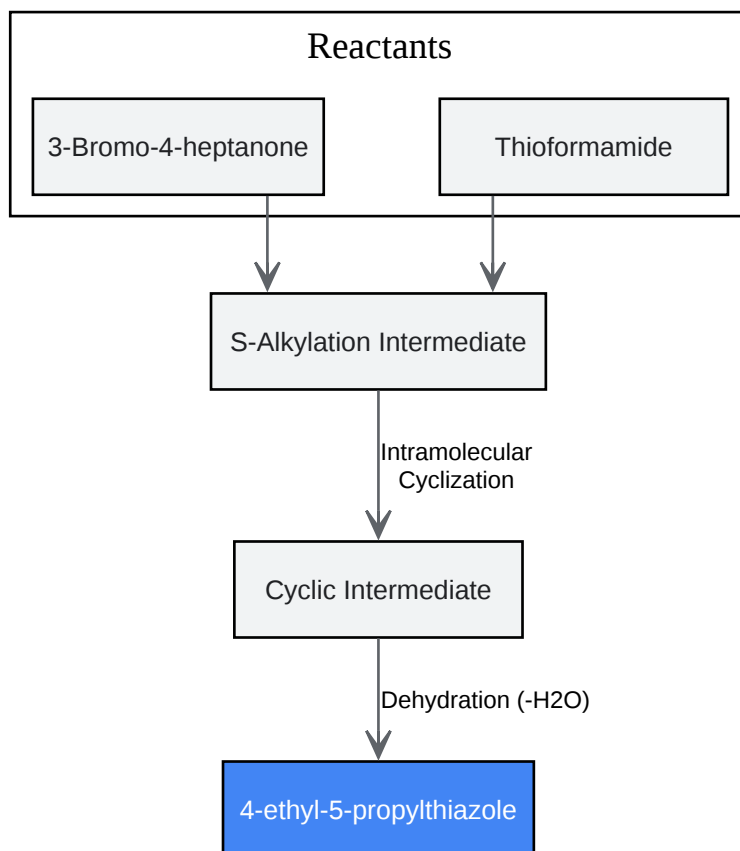 Reactants
3-Bromo-4-heptanone
Thioformamide
S-Alkylation Intermediate
Intramolecular
Cyclization
Cyclic Intermediate
Dehydration (-H2O)
4-ethyl-5-propylthiazole